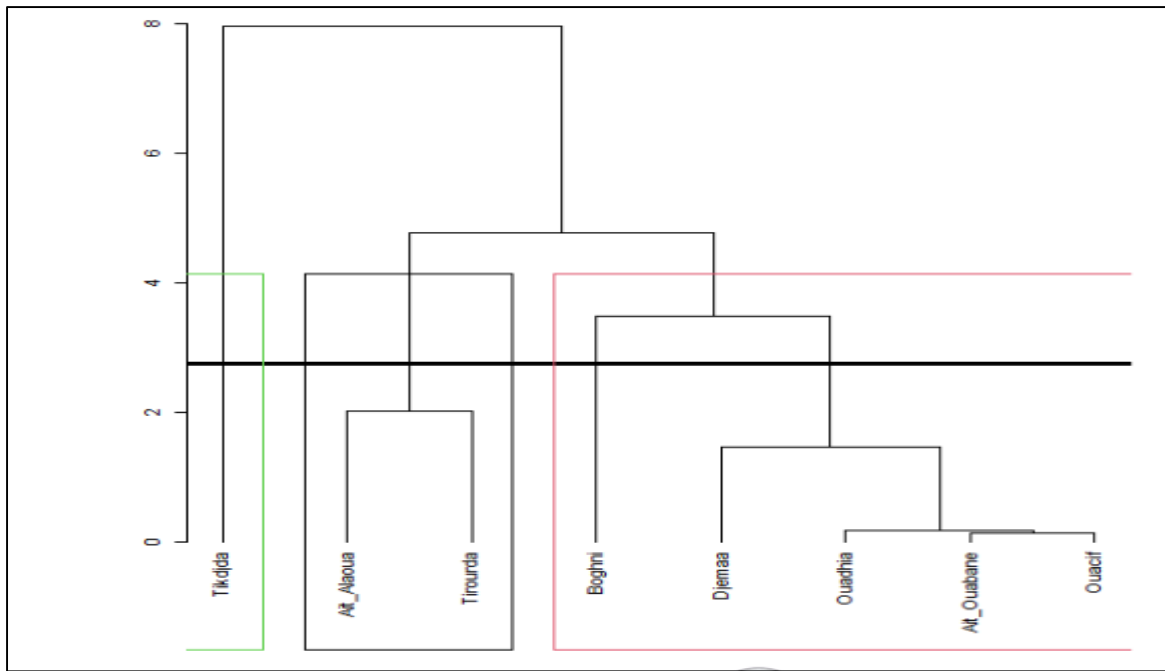 8
6
4
2
0
Tikdjda
Ait_Alaoua
Tirourda
Boghni
Djemaa
Ouadhia
Ait_Ouabane
Ouacif